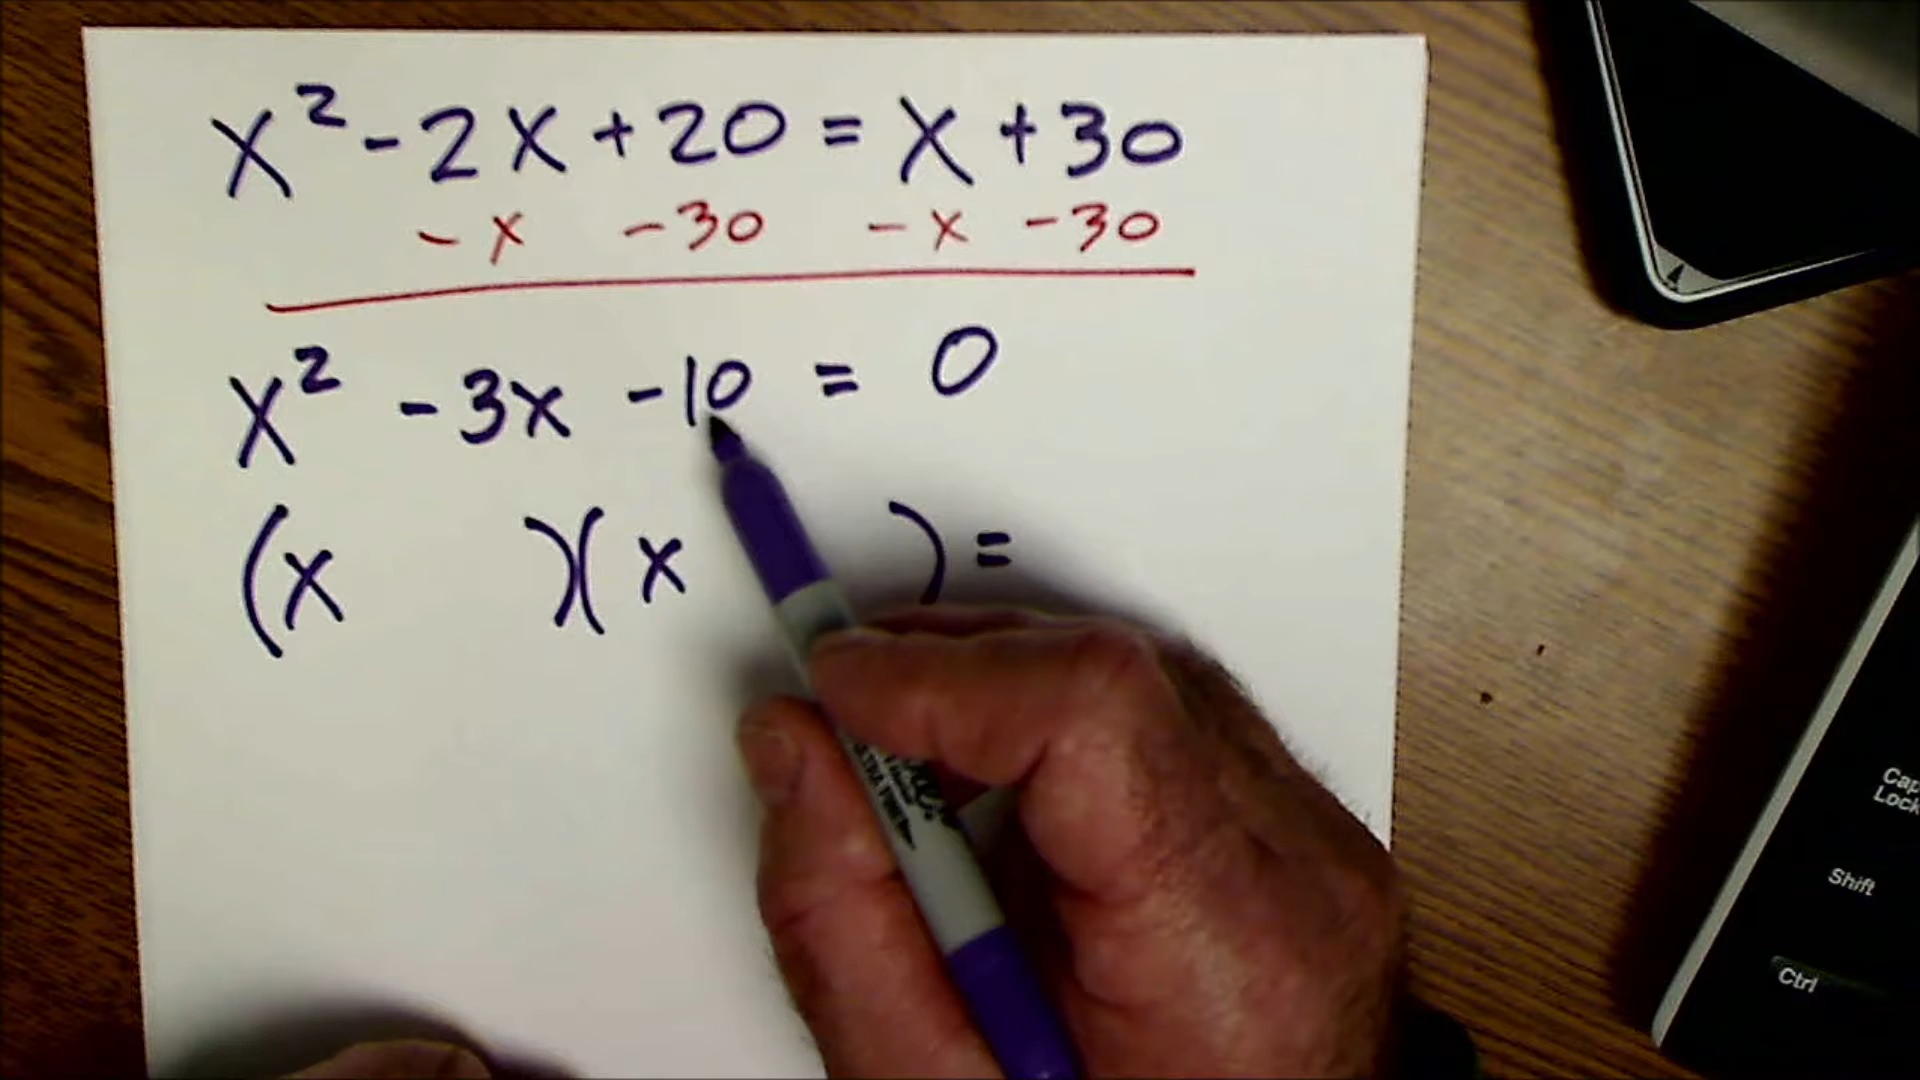 x² - 2x + 20 = x + 30
- x - 30 - x - 30
x² - 3x - 10 = 0
(x )( x ) =
Caps
Lock
Shift
Ctrl